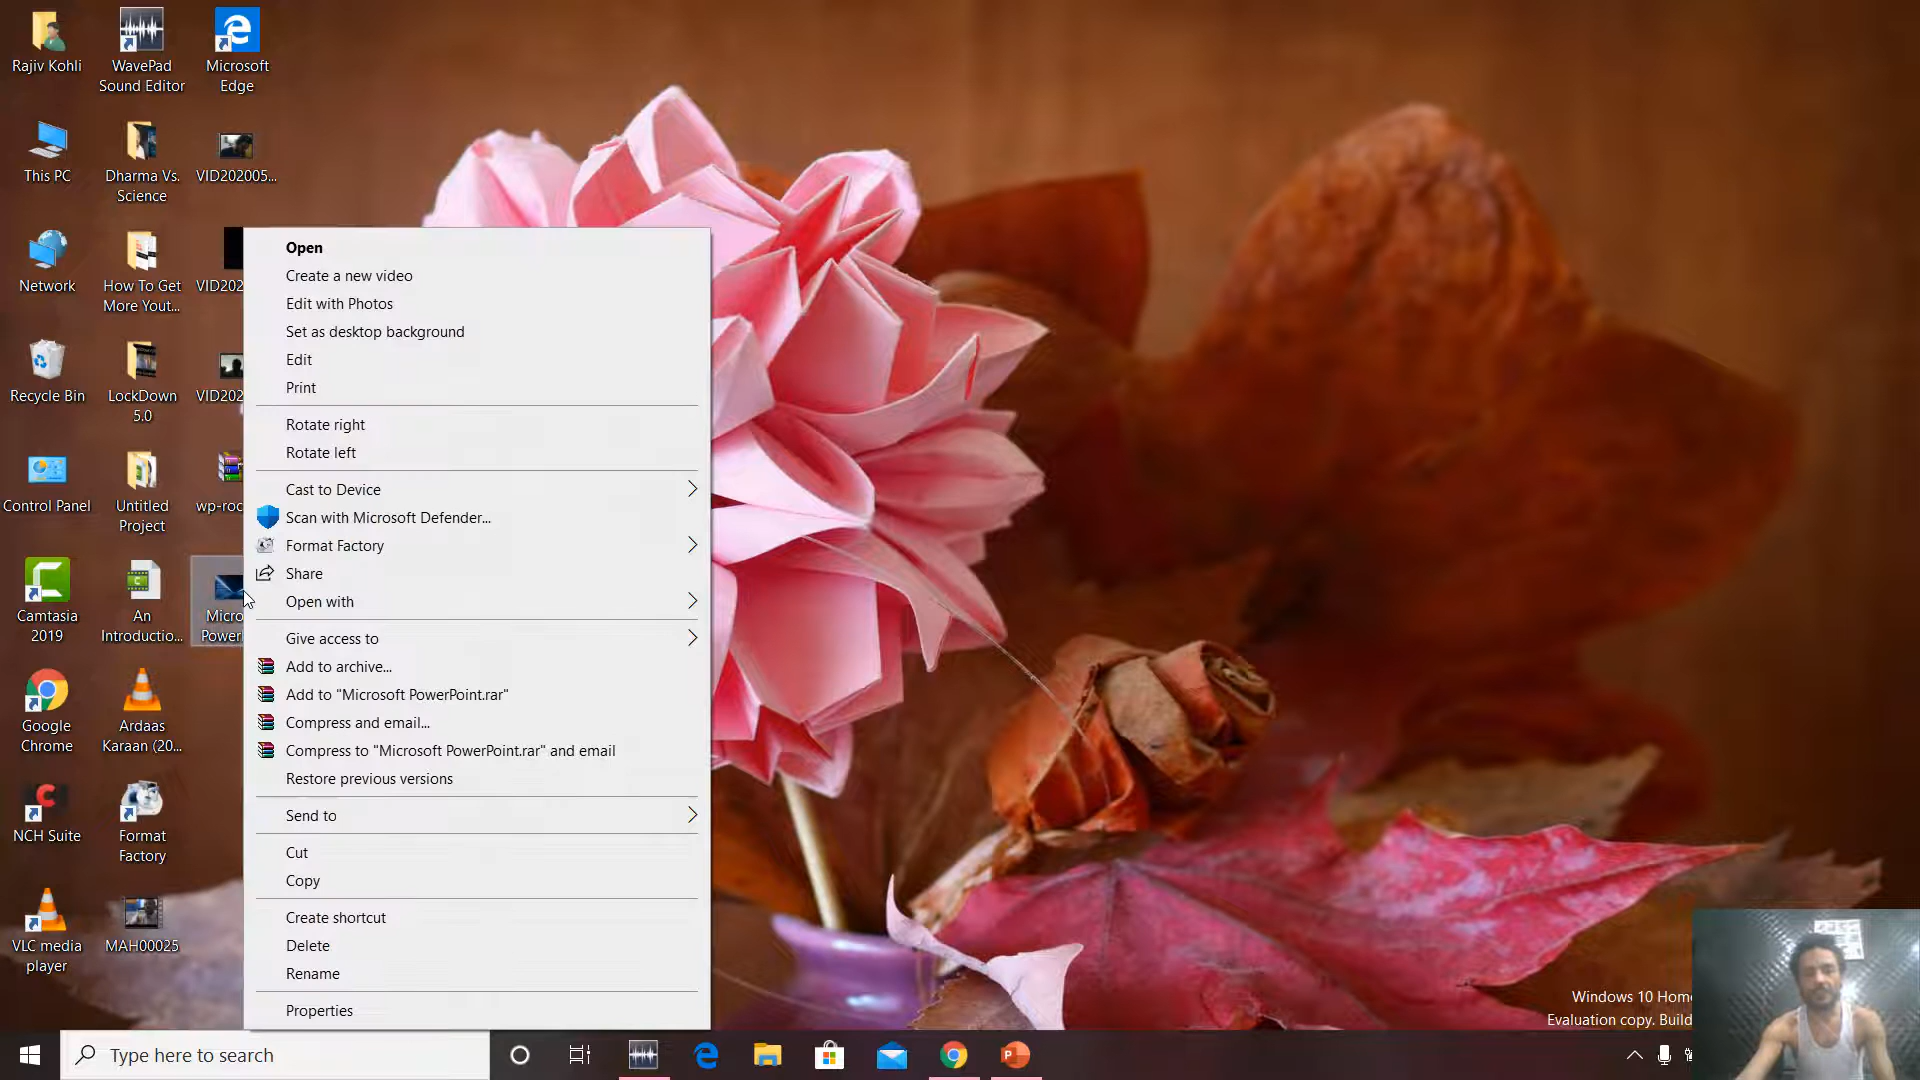 Rajiv Kohli
WavePad
Sound Editor
Microsoft
Edge
This PC
Dharma Vs.
Science
VID202005...
Network
How To Get
More Yout...
VID202
Recycle Bin
LockDown
5.0
VID202
Control Panel
Untitled
Project
wp-roc
Camtasia
2019
An
Introductio...
Micro
Power
Google
Chrome
Ardaas
Karaan (20...
NCH Suite
Format
Factory
VLC media
player
MAH00025
Open
Create a new video
Edit with Photos
Set as desktop background
Edit
Print
Rotate right
Rotate left
Cast to Device
Scan with Microsoft Defender...
Format Factory
Share
Open with
Give access to
Add to archive...
Add to "Microsoft PowerPoint.rar"
Compress and email...
Compress to "Microsoft PowerPoint.rar" and email
Restore previous versions
Send to
Cut
Copy
Create shortcut
Delete
Rename
Properties
Windows 10 Hom
Evaluation copy. Build
Type here to search